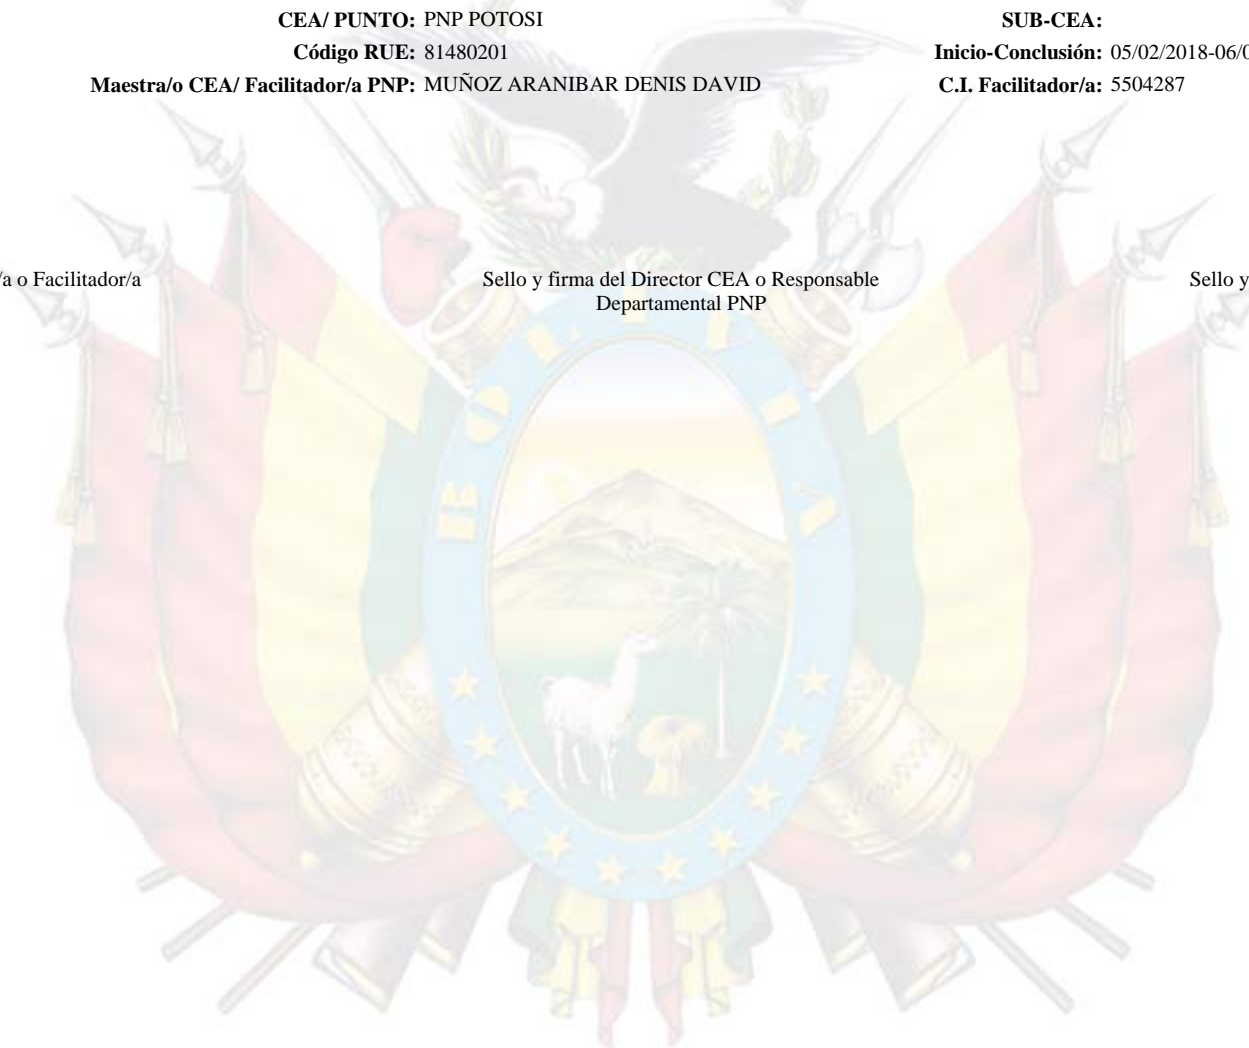 CEA/ PUNTO: PNP POTOSI SUB-CEA:
Código RUE: 81480201 Inicio-Conclusión: 05/02/2018-06/0
Maestra/o CEA/ Facilitador/a PNP: MUÑOZ ARANIBAR DENIS DAVID C.I. Facilitador/a: 5504287
/a o Facilitador/a Sello y firma del Director CEA o Responsable Sello y
Departamental PNP
BOLIVIA